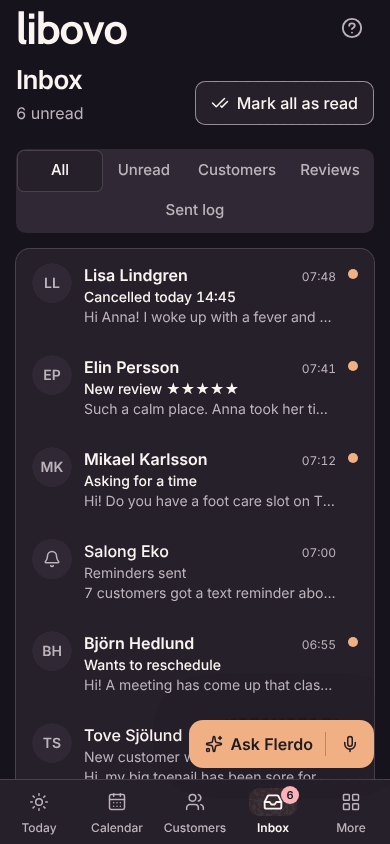 libovo
Inbox
6 unread
Mark all as read
All
Unread
Customers
Reviews
Sent log
LL
Lisa Lindgren
07:48
Cancelled today 14:45
Hi Anna! I woke up with a fever and ...
EP
Elin Persson
07:41
New review ★★★★★
Such a calm place. Anna took her ti...
MK
Mikael Karlsson
07:12
Asking for a time
Hi! Do you have a foot care slot on T...
Salong Eko
07:00
Reminders sent
7 customers got a text reminder abo...
BH
Björn Hedlund
06:55
Wants to reschedule
Hi! A meeting has come up that clas...
TS
Tove Sjölund
New customer
Hi, my big toenail has been sore for
Ask Flerdo
6
Today
Calendar
Customers
Inbox
More